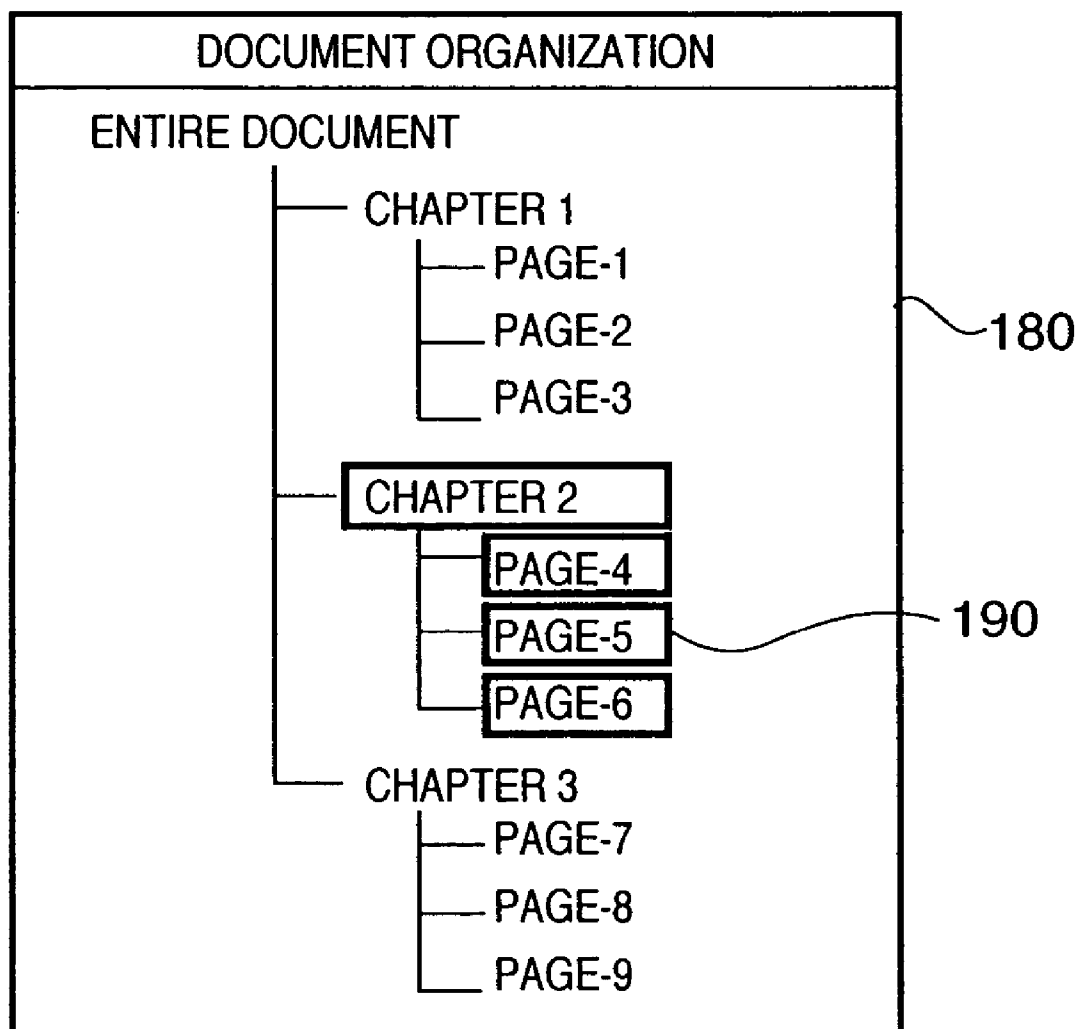 DOCUMENT ORGANIZATION
ENTIRE DOCUMENT
CHAPTER 1
PAGE-1
PAGE-2
180
PAGE-3
CHAPTER 2
PAGE-4
PAGE-5
190
PAGE-6
CHAPTER 3
PAGE-7
PAGE-8
PAGE-9